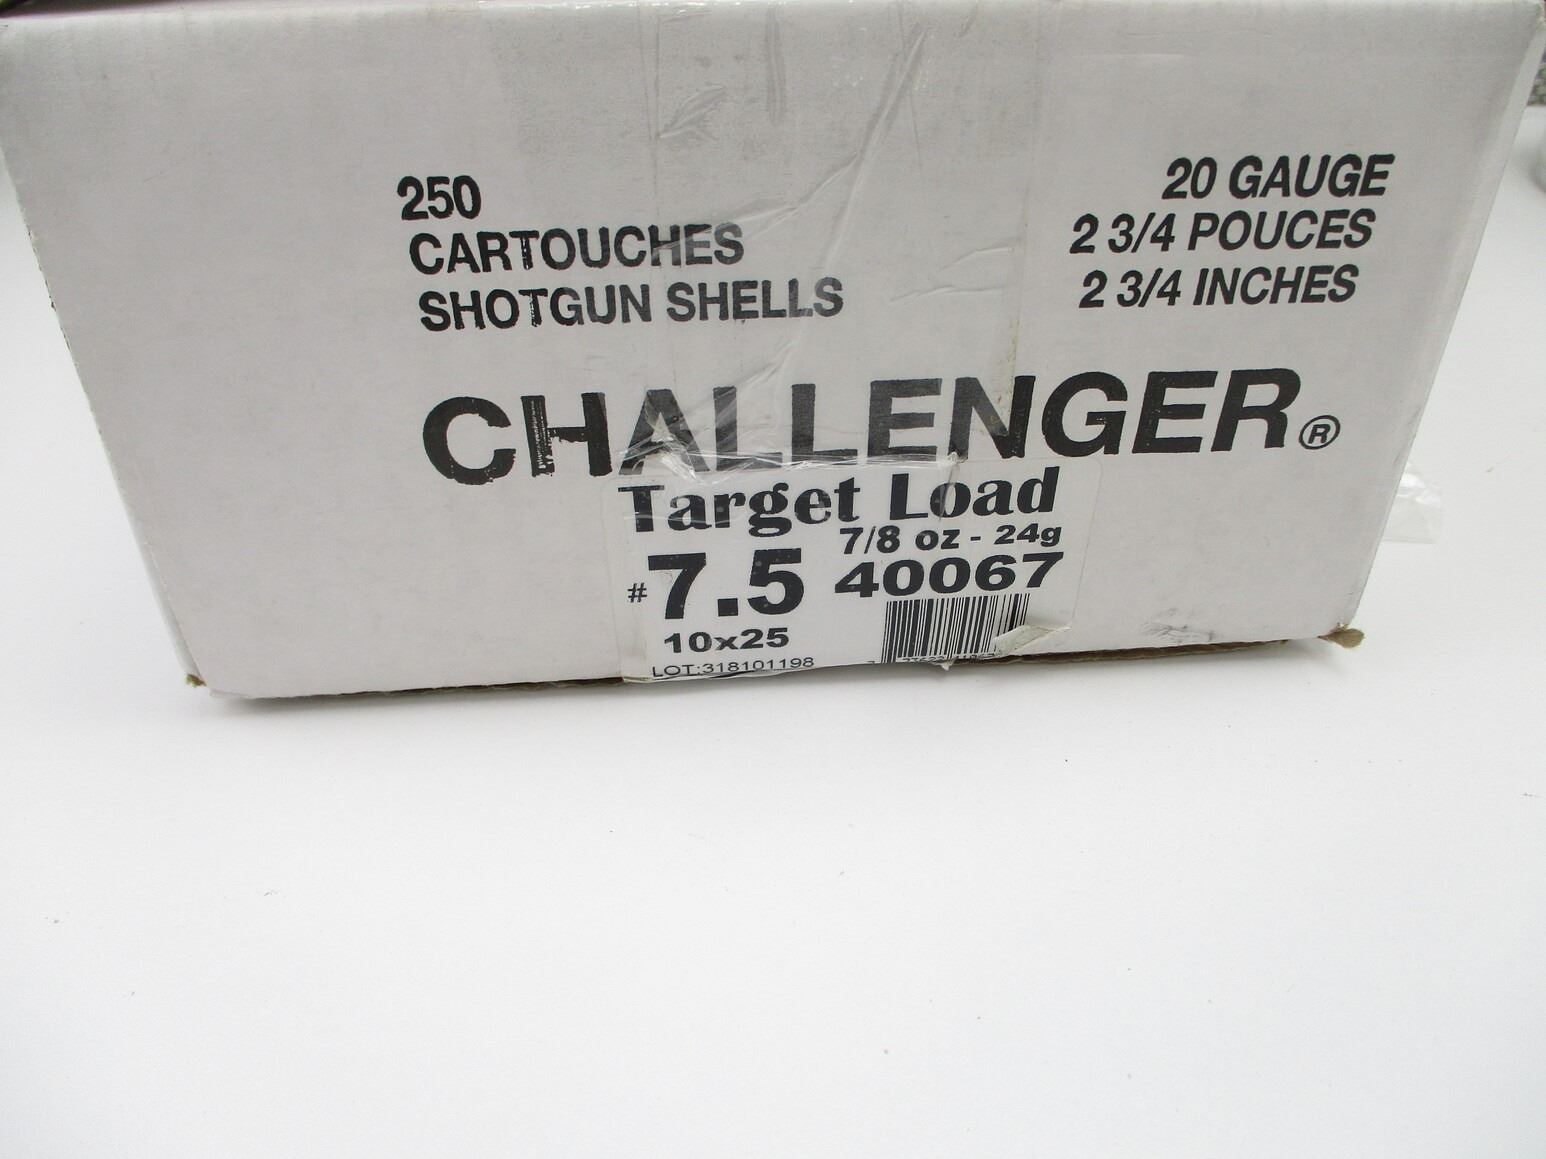 250
CARTOUCHES
SHOTGUN SHELLS
20 GAUGE
2 3/4 POUCES
2 3/4 INCHES
CHALLENGER®
Target Load
7/8 oz - 24g
#7.5 40067
10x25
LOT:318101198